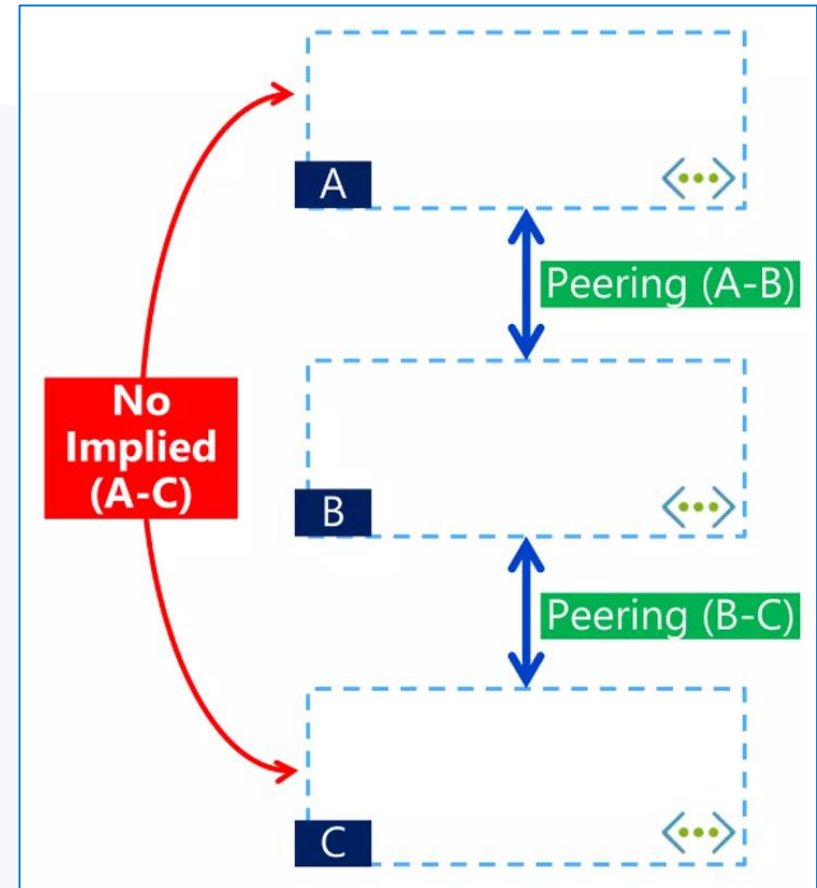 A
Peering (A-B)
No
Implied
(A-C)
B
Peering (B-C)
C